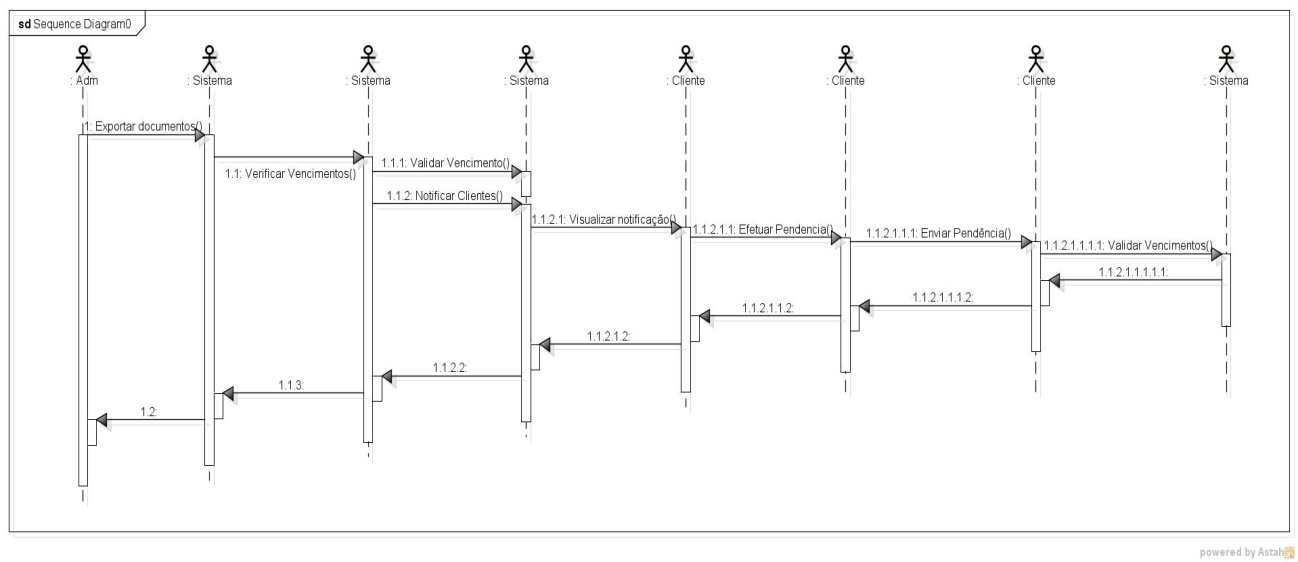 sd Sequence Diagram0
: Adm
: Sistema
: Sistema
: Sistema
: Cliente
: Cliente
: Cliente
: Sistema
1: Exportar documentos()
1.1: Verificar Vencimentos()
1.1.1: Validar Vencimento()
1.1.2: Notificar Clientes()
1.1.2.1: Visualizar notificação()
1.1.2.1.1: Efetuar Pendencia()
1.1.2.1.1.1: Enviar Pendência()
1.1.2.1.1.1.1: Validar Vencimentos()
1.1.2.1.1.1.1.1:
1.1.2.1.1.1.2:
1.1.2.1.1.2:
1.1.2.1.2:
1.1.2.2:
1.1.3:
1.2:
powered by Astah